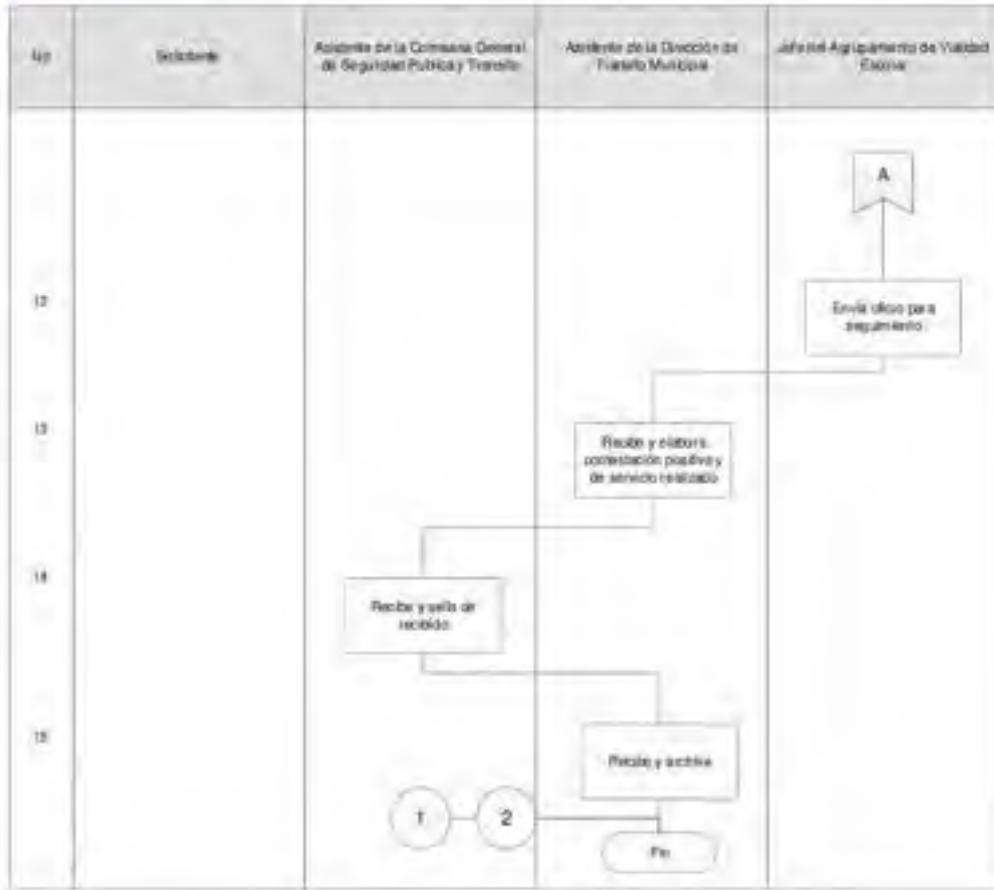 No
Solicitante
Asistente de la Comisaría General
de Seguridad Pública y Tránsito
Asistente de la Dirección de
Tránsito Municipal
Jefe del Agrupamiento de Vialidad
Escolar
A
12
Envía oficio para
seguimiento
13
Recibe y elabora
contestación positiva y
de servicio realizado
14
Recibe y sella de
recibido
15
Recibe y archiva
1
2
Fin